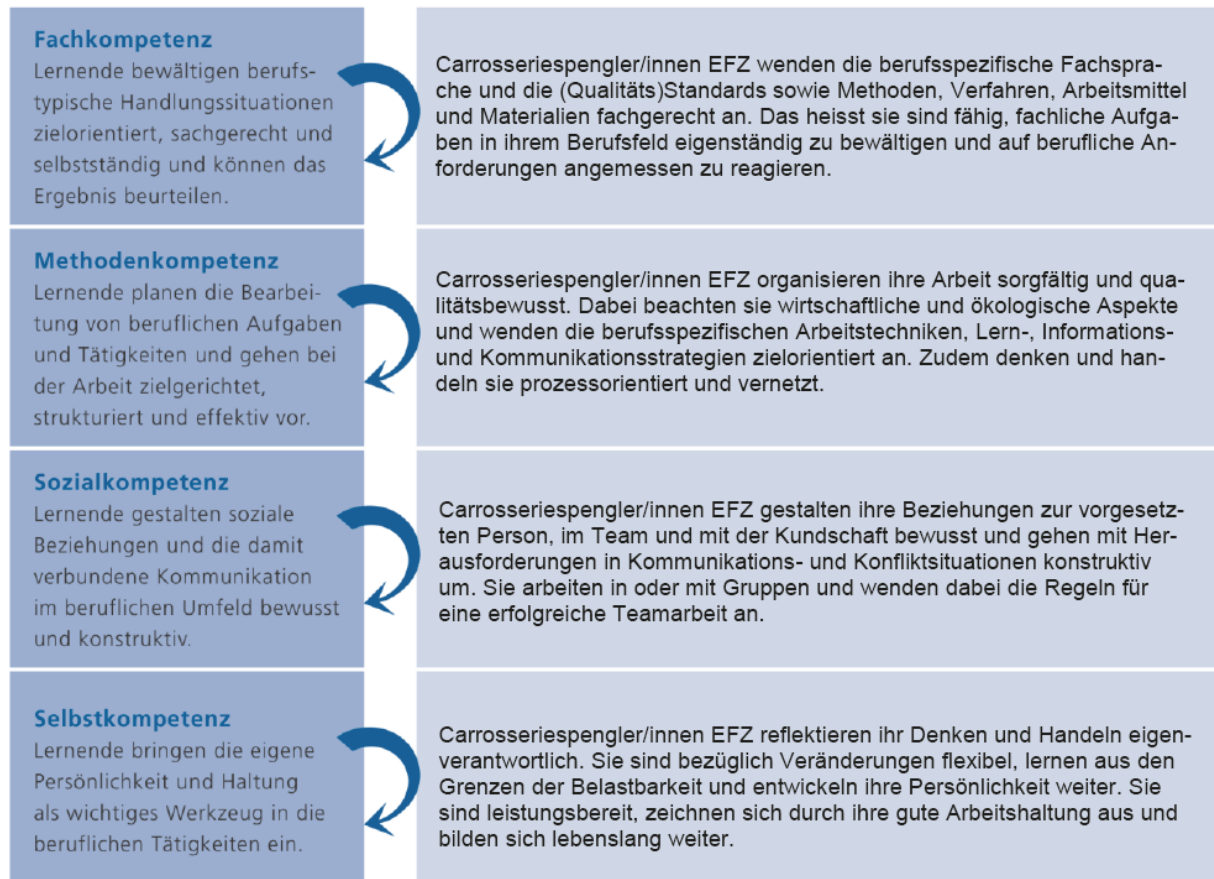 Fachkompetenz
Lernende bewältigen berufs-
typische Handlungssituationen
zielorientiert, sachgerecht und
selbstständig und können das
Ergebnis beurteilen.
Carrosseriespengler/innen EFZ wenden die berufsspezifische Fachspra-
che und die (Qualitäts)Standards sowie Methoden, Verfahren, Arbeitsmittel
und Materialien fachgerecht an. Das heisst sie sind fähig, fachliche Aufga-
ben in ihrem Berufsfeld eigenständig zu bewältigen und auf berufliche An-
forderungen angemessen zu reagieren.
Methodenkompetenz
Lernende planen die Bearbei-
tung von beruflichen Aufgaben
und Tätigkeiten und gehen bei
der Arbeit zielgerichtet,
strukturiert und effektiv vor.
Carrosseriespengler/innen EFZ organisieren ihre Arbeit sorgfältig und qua-
litätsbewusst. Dabei beachten sie wirtschaftliche und ökologische Aspekte
und wenden die berufsspezifischen Arbeitstechniken, Lern-, Informations-
und Kommunikationsstrategien zielorientiert an. Zudem denken und han-
deln sie prozessorientiert und vernetzt.
Sozialkompetenz
Lernende gestalten soziale
Beziehungen und die damit
verbundene Kommunikation
im beruflichen Umfeld bewusst
und konstruktiv.
Carrosseriespengler/innen EFZ gestalten ihre Beziehungen zur vorgesetz-
ten Person, im Team und mit der Kundschaft bewusst und gehen mit Her-
ausforderungen in Kommunikations- und Konfliktsituationen konstruktiv
um. Sie arbeiten in oder mit Gruppen und wenden dabei die Regeln für
eine erfolgreiche Teamarbeit an.
Selbstkompetenz
Lernende bringen die eigene
Persönlichkeit und Haltung
als wichtiges Werkzeug in die
beruflichen Tätigkeiten ein.
Carrosseriespengler/innen EFZ reflektieren ihr Denken und Handeln eigen-
verantwortlich. Sie sind bezüglich Veränderungen flexibel, lernen aus den
Grenzen der Belastbarkeit und entwickeln ihre Persönlichkeit weiter. Sie
sind leistungsbereit, zeichnen sich durch ihre gute Arbeitshaltung aus und
bilden sich lebenslang weiter.